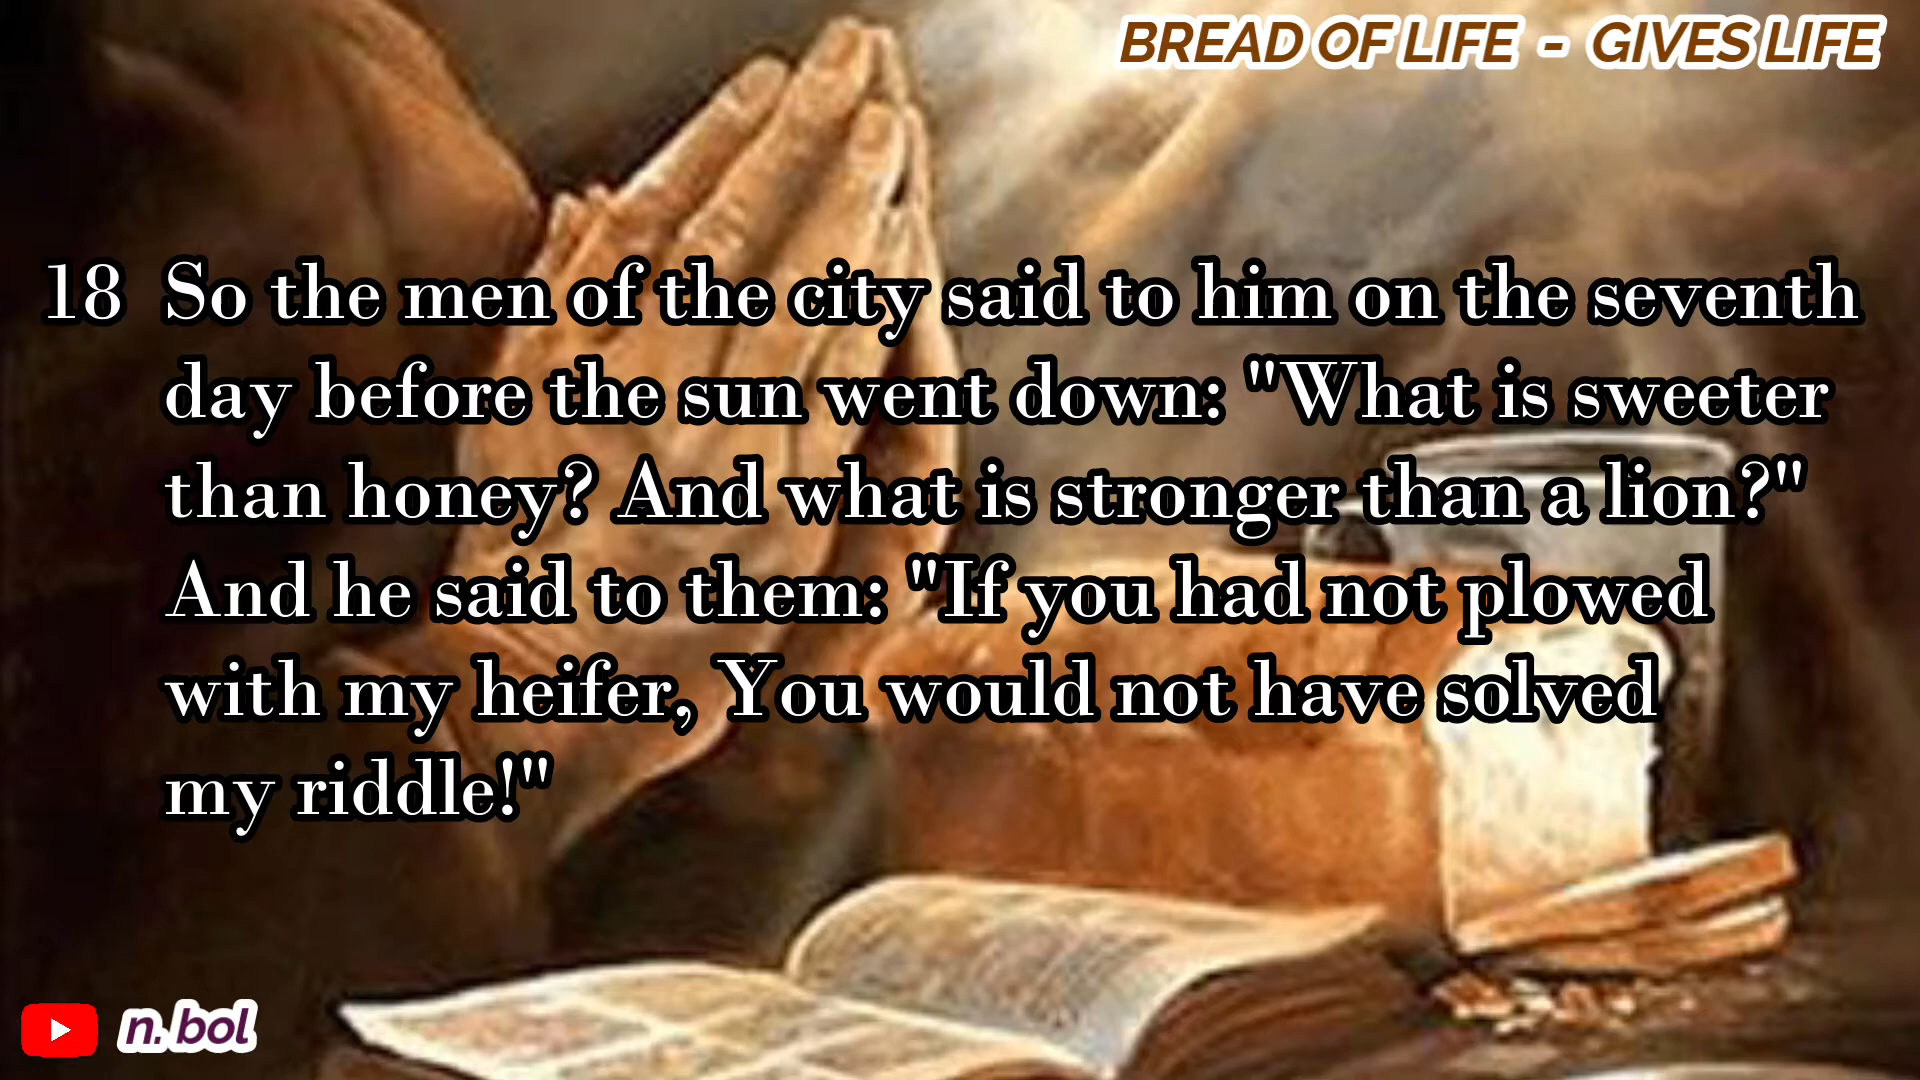 BREAD OF LIFE - GIVES LIFE
18 So the men of the city said to him on the seventh
day before the sun went down: "What is sweeter
than honey? And what is stronger than a lion?"
And he said to them: "If you had not plowed
with my heifer, You would not have solved
my riddle!"
n. bol